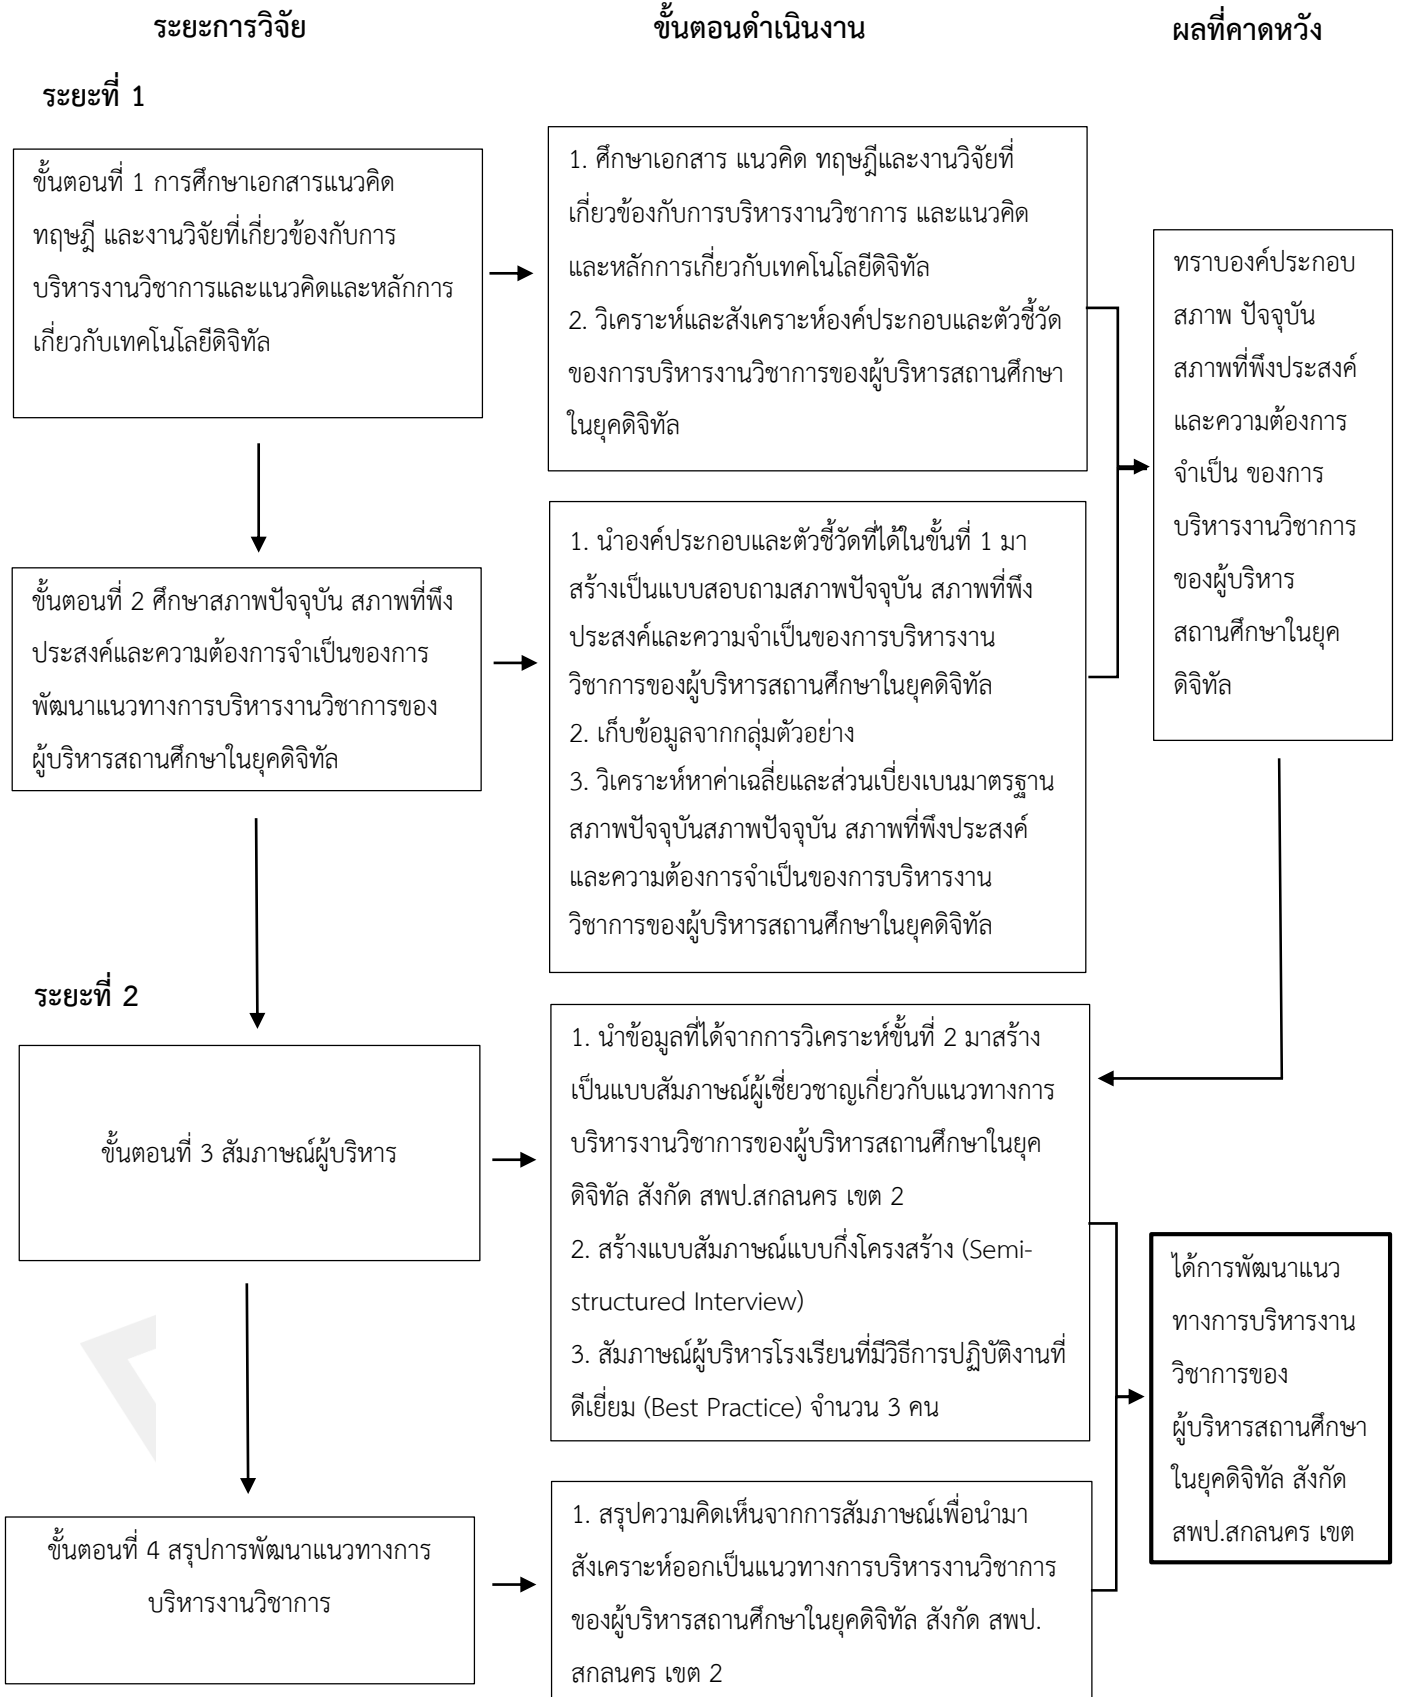 ระยะการวิจัย
ขั้นตอนดำเนินงาน
ผลที่คาดหวัง
ระยะที่ 1
ขั้นตอนที่ 1 การศึกษาเอกสารแนวคิด
ทฤษฎี และงานวิจัยที่เกี่ยวข้องกับการ
บริหารงานวิชาการและแนวคิดและหลักการ
เกี่ยวกับเทคโนโลยีดิจิทัล
1. ศึกษาเอกสาร แนวคิด ทฤษฎีและงานวิจัยที่
เกี่ยวข้องกับการบริหารงานวิชาการ และแนวคิด
และหลักการเกี่ยวกับเทคโนโลยีดิจิทัล
2. วิเคราะห์และสังเคราะห์องค์ประกอบและตัวชี้วัด
ของการบริหารงานวิชาการของผู้บริหารสถานศึกษา
ในยุคดิจิทัล
ทราบองค์ประกอบ
สภาพ ปัจจุบัน
สภาพที่พึงประสงค์
และความต้องการ
จำเป็น ของการ
บริหารงานวิชาการ
ของผู้บริหาร
สถานศึกษาในยุค
ดิจิทัล
ขั้นตอนที่ 2 ศึกษาสภาพปัจจุบัน สภาพที่พึง
ประสงค์และความต้องการจำเป็นของการ
พัฒนาแนวทางการบริหารงานวิชาการของ
ผู้บริหารสถานศึกษาในยุคดิจิทัล
1. นำองค์ประกอบและตัวชี้วัดที่ได้ในขั้นที่ 1 มา
สร้างเป็นแบบสอบถามสภาพปัจจุบัน สภาพที่พึง
ประสงค์และความจำเป็นของการบริหารงาน
วิชาการของผู้บริหารสถานศึกษาในยุคดิจิทัล
2. เก็บข้อมูลจากกลุ่มตัวอย่าง
3. วิเคราะห์หาค่าเฉลี่ยและส่วนเบี่ยงเบนมาตรฐาน
สภาพปัจจุบันสภาพปัจจุบัน สภาพที่พึงประสงค์
และความต้องการจำเป็นของการบริหารงาน
วิชาการของผู้บริหารสถานศึกษาในยุคดิจิทัล
ระยะที่ 2
ขั้นตอนที่ 3 สัมภาษณ์ผู้บริหาร
1. นำข้อมูลที่ได้จากการวิเคราะห์ขั้นที่ 2 มาสร้าง
เป็นแบบสัมภาษณ์ผู้เชี่ยวชาญเกี่ยวกับแนวทางการ
บริหารงานวิชาการของผู้บริหารสถานศึกษาในยุค
ดิจิทัล สังกัด สพป.สกลนคร เขต 2
2. สร้างแบบสัมภาษณ์แบบกึ่งโครงสร้าง (Semi-
structured Interview)
3. สัมภาษณ์ผู้บริหารโรงเรียนที่มีวิธีการปฏิบัติงานที่
ดีเยี่ยม (Best Practice) จำนวน 3 คน
ได้การพัฒนาแนว
ทางการบริหารงาน
วิชาการของ
ผู้บริหารสถานศึกษา
ในยุคดิจิทัล สังกัด
สพป.สกลนคร เขต
ขั้นตอนที่ 4 สรุปการพัฒนาแนวทางการ
บริหารงานวิชาการ
1. สรุปความคิดเห็นจากการสัมภาษณ์เพื่อนำมา
สังเคราะห์ออกเป็นแนวทางการบริหารงานวิชาการ
ของผู้บริหารสถานศึกษาในยุคดิจิทัล สังกัด สพป.
สกลนคร เขต 2